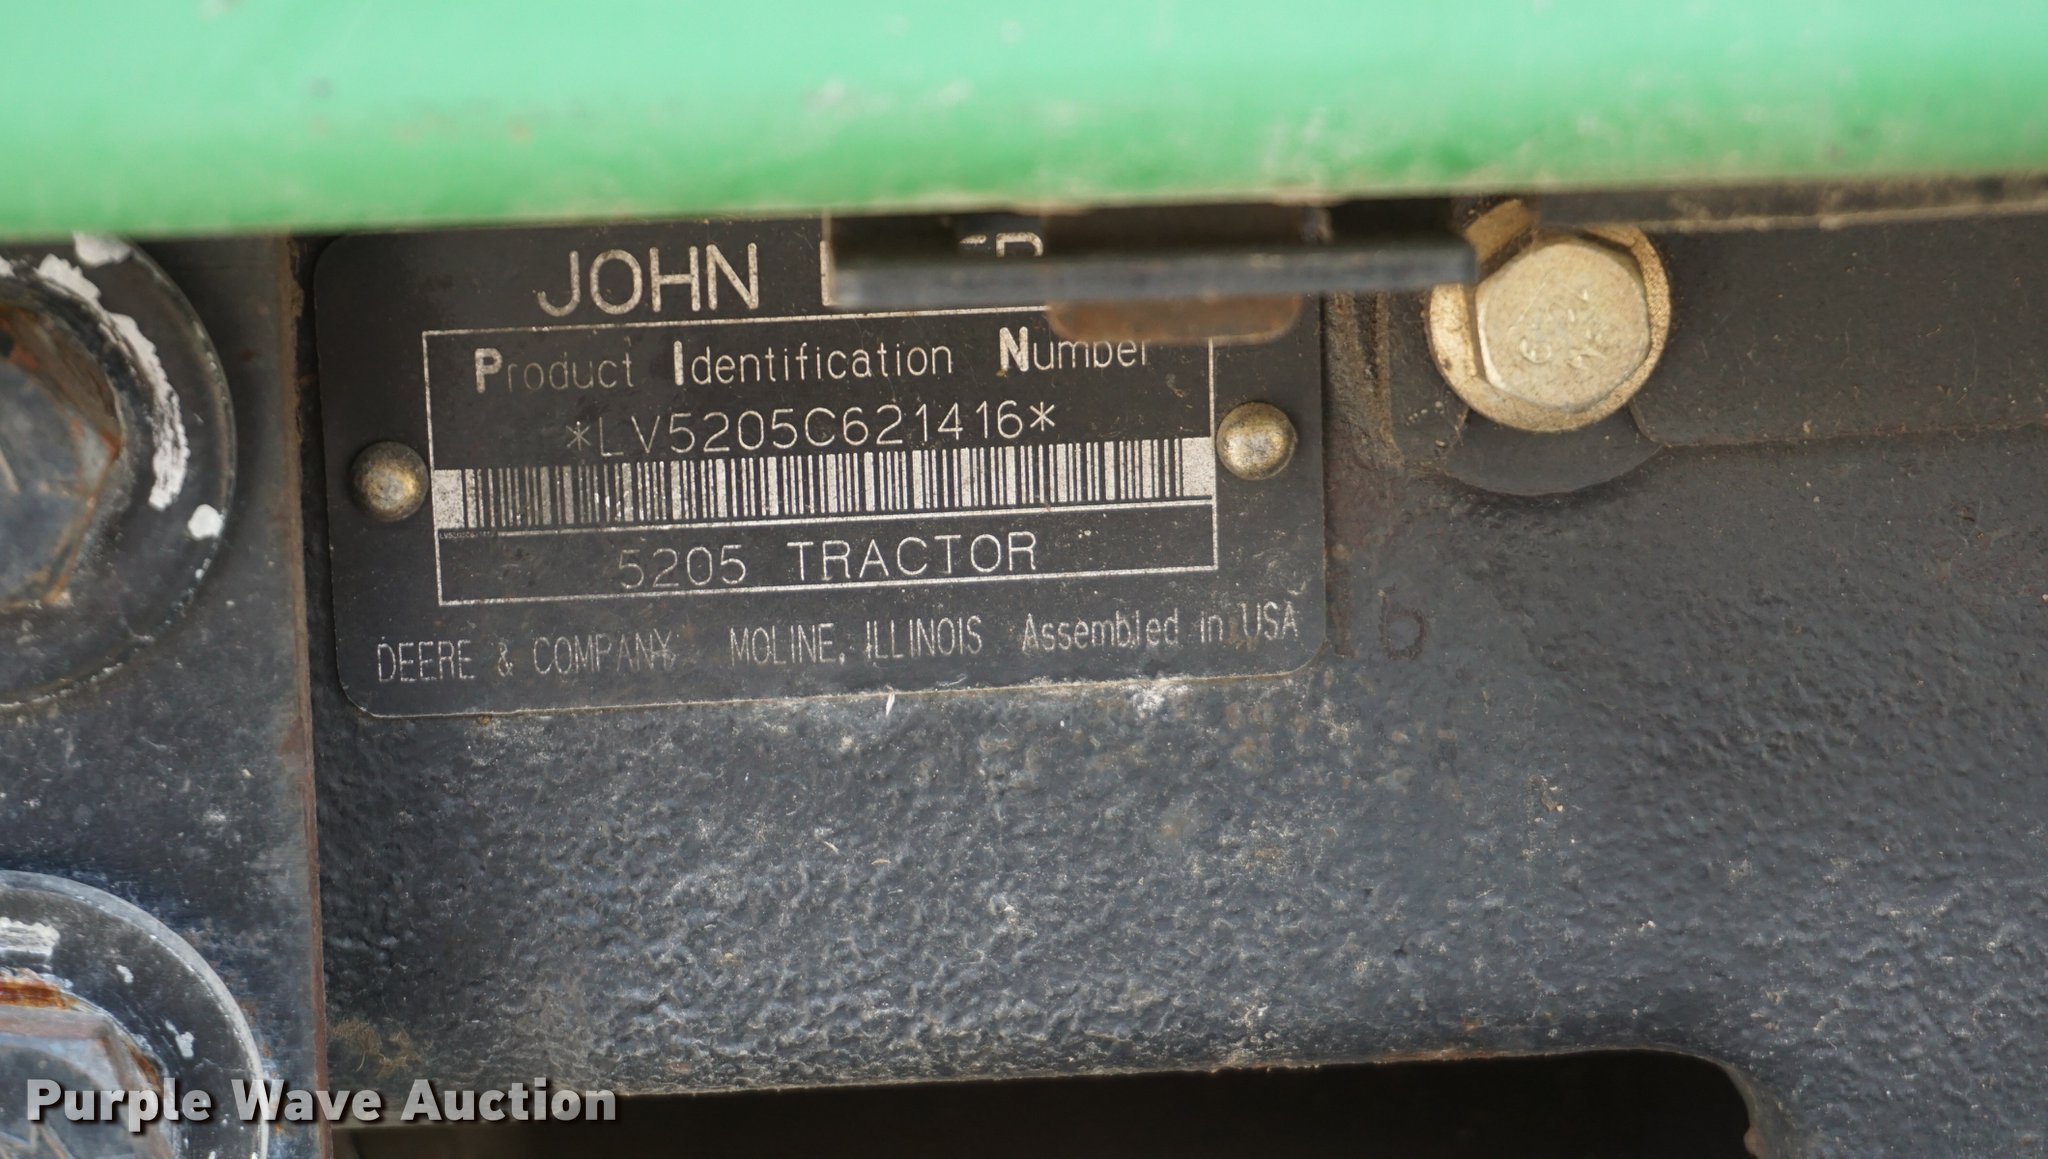 JOHN
Product Identification Number
*LV5205C621416*
5205 TRACTOR
DEERE & COMPANY MOLINE, ILLINOIS Assembled in USA
Purple Wave Auction